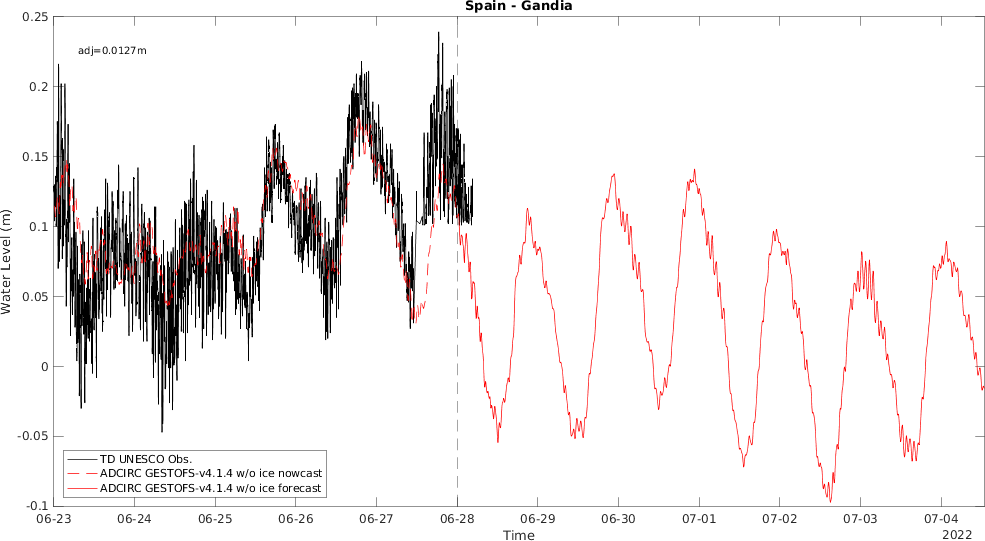 Spain - Gandia
adj=0.0127m
Water Level (m)
0.25
0.2
0.15
0.1
0.05
0
-0.05
-0.1
TD UNESCO Obs.
ADCIRC GESTOFS-v4.1.4 w/o ice nowcast
ADCIRC GESTOFS-v4.1.4 w/o ice forecast
06-23 06-24 06-25 06-26 06-27 06-28 06-29 06-30 07-01 07-02 07-03 07-04
Time
2022